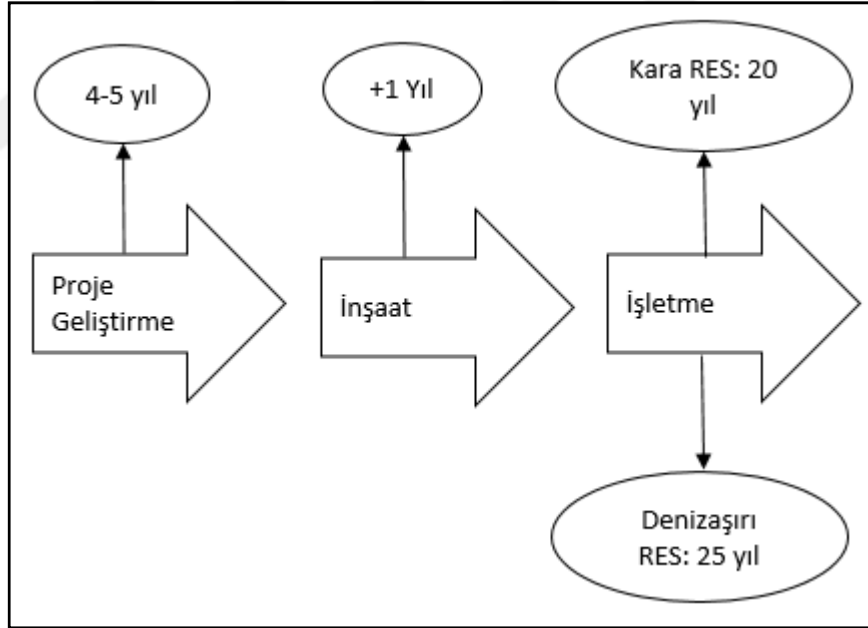 4-5 yıl
+1 Yıl
Kara RES: 20
yıl
Proje
Geliştirme
İnşaat
İşletme
Denizaşırı
RES: 25 yıl